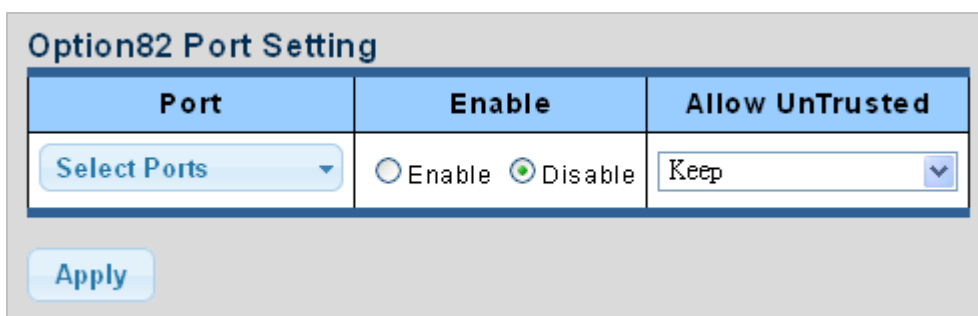 Option82 Port Setting
Port Enable Allow UnTrusted
Select Ports Enable Disable Keep
Apply